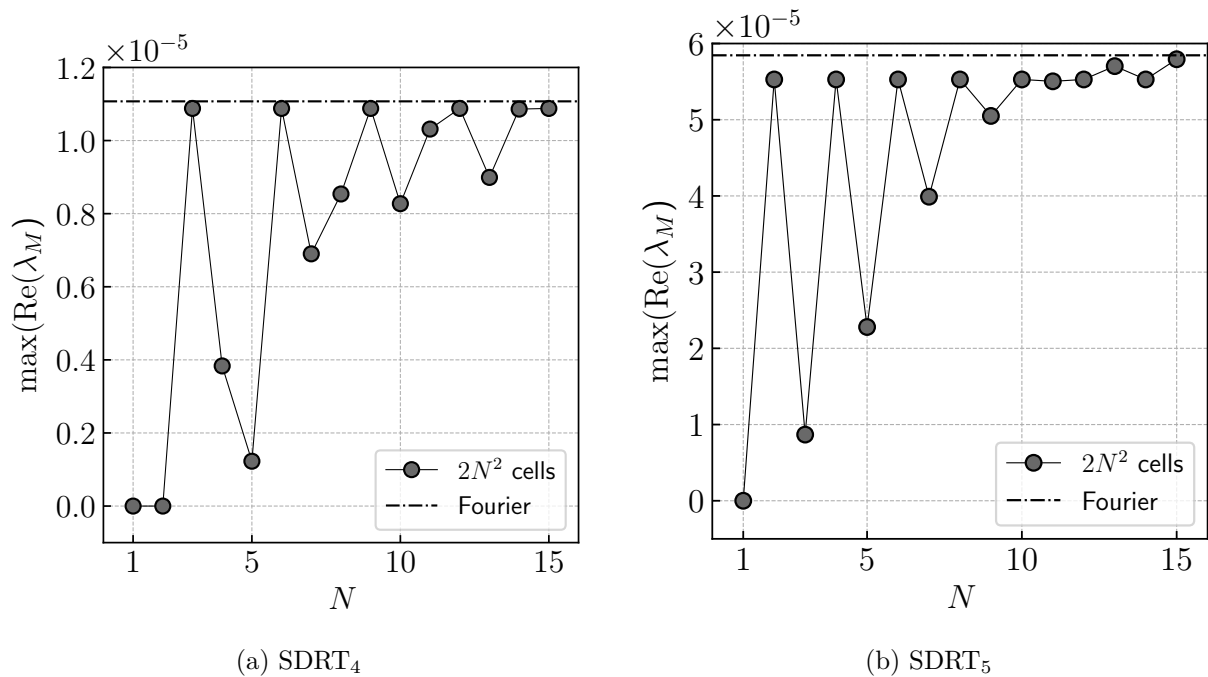 ×10⁻⁵
1.2
1.0
0.8
0.6
0.4
0.2
0.0
max(Re(λ_M)
2N² cells
Fourier
1 5 10 15
N
(a) SDRT₄
×10⁻⁵
6
5
4
3
2
1
0
max(Re(λ_M)
2N² cells
Fourier
1 5 10 15
N
(b) SDRT₅